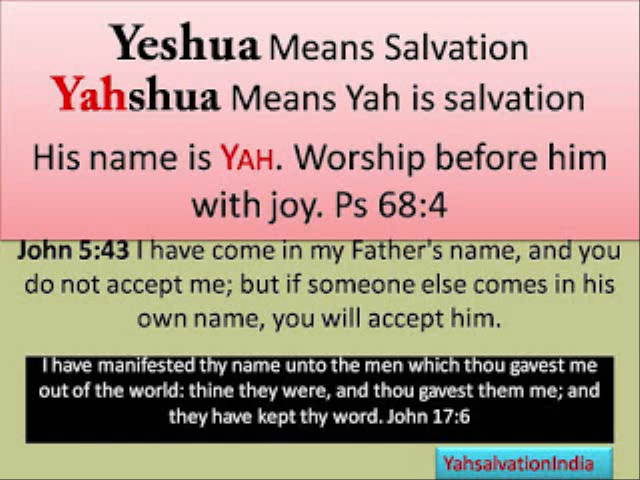 Yeshua Means Salvation
Yahshua Means Yah is salvation
His name is YAH. Worship before him
with joy. Ps 68:4
John 5:43 I have come in my Father's name, and you
do not accept me; but if someone else comes in his
own name, you will accept him.
I have manifested thy name unto the men which thou gavest me
out of the world: thine they were, and thou gavest them me; and
they have kept thy word. John 17:6
YahsalvationIndia